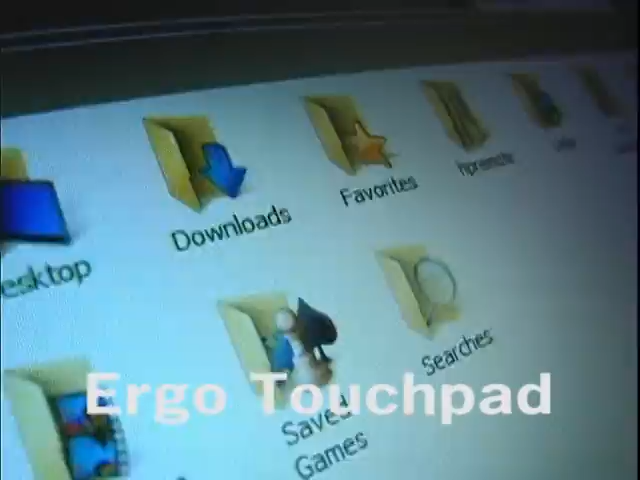 Downloads
Favorites
esktop
Searches
Saved
Games
Ergo Touchpad